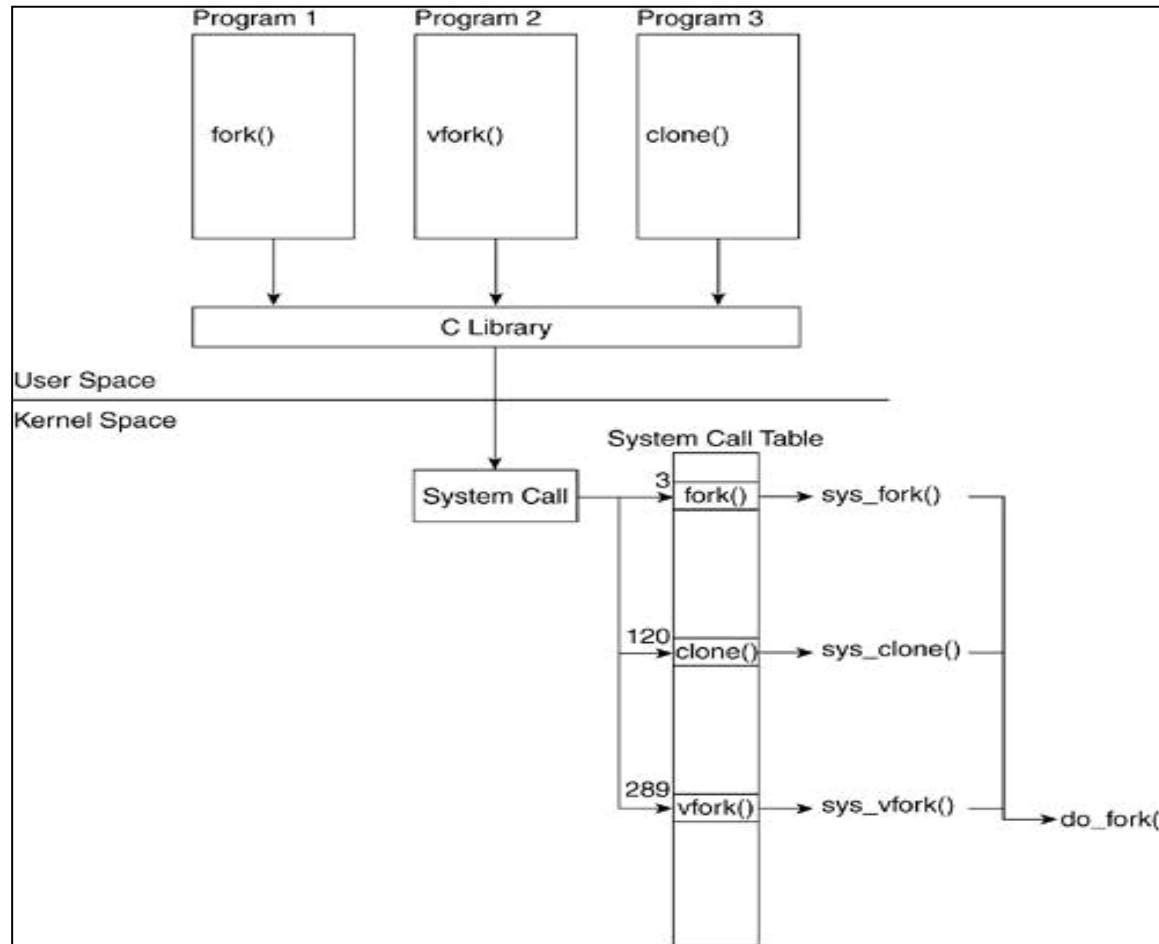 Program 1 Program 2 Program 3
fork() vfork() clone()
C Library
User Space
Kernel Space
System Call Table
System Call
3
fork() sys_fork()
120
clone() sys_clone()
289
vfork() sys_vfork()
do_fork(